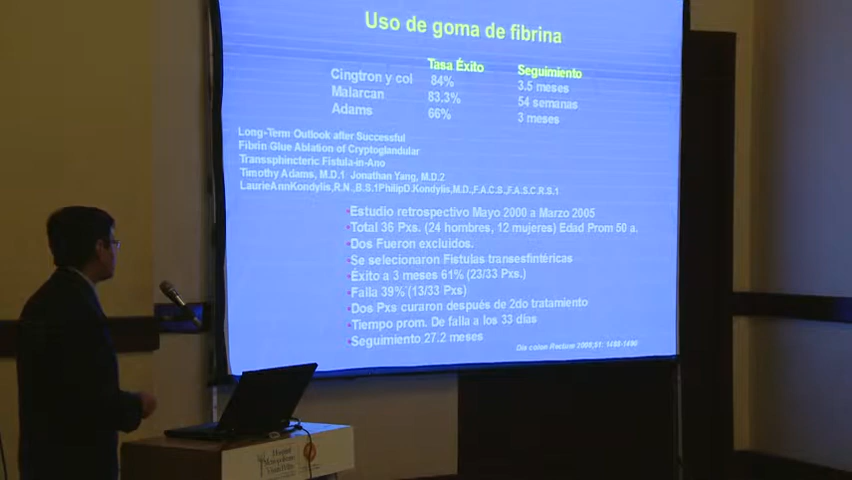 Uso de goma de fibrina
Tasa Éxito Seguimiento
Cingtron y col 84% 3.5 meses
Malarcan 83.3% 54 semanas
Adams 66% 3 meses
Long-Term Outlook after Successful
Fibrin Glue Ablation of Cryptoglandular
Transsphincteric Fistula-in-Ano
Timothy Adams, M.D.1 Jonathan Yang, M.D.2
LaurieAnnKondylis,R.N.,B.S.1PhilipD.Kondylis,M.D.,F.A.C.S.,F.A.S.C.R.S.1
•Estudio retrospectivo Mayo 2000 a Marzo 2005
•Total 36 Pxs. (24 hombres, 12 mujeres) Edad Prom 50 a.
•Dos Fueron excluidos.
•Se selecionaron Fistulas transesfintéricas
•Éxito a 3 meses 61% (23/33 Pxs.)
•Falla 39% (13/33 Pxs)
•Dos Pxs curaron después de 2do tratamiento
•Tiempo prom. De falla a los 33 días
•Seguimiento 27.2 meses
Dis colon Rectum
Hospital